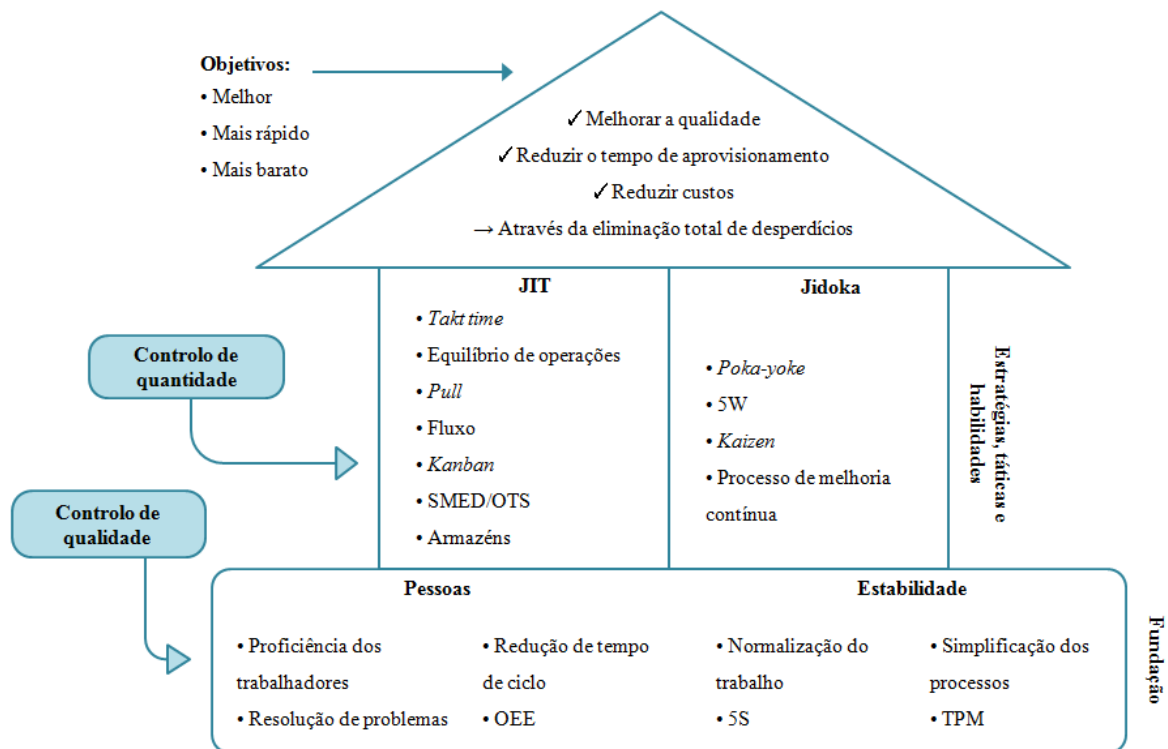 Objetivos:
• Melhor
• Mais rápido
• Mais barato
✓ Melhorar a qualidade
✓ Reduzir o tempo de aprovisionamento
✓ Reduzir custos
→ Através da eliminação total de desperdícios
JIT
• Takt time
• Equilíbrio de operações
• Pull
• Fluxo
• Kanban
• SMED/OTS
• Armazéns
Jidoka
• Poka-yoke
• 5W
• Kaizen
• Processo de melhoria
contínua
Estratégias, táticas e
habilidades
Controlo de
quantidade
Controlo de
qualidade
Pessoas
• Proficiência dos
trabalhadores
• Resolução de problemas
• Redução de tempo
de ciclo
• OEE
Estabilidade
• Normalização do
trabalho
• 5S
• Simplificação dos
processos
• TPM
Fundação